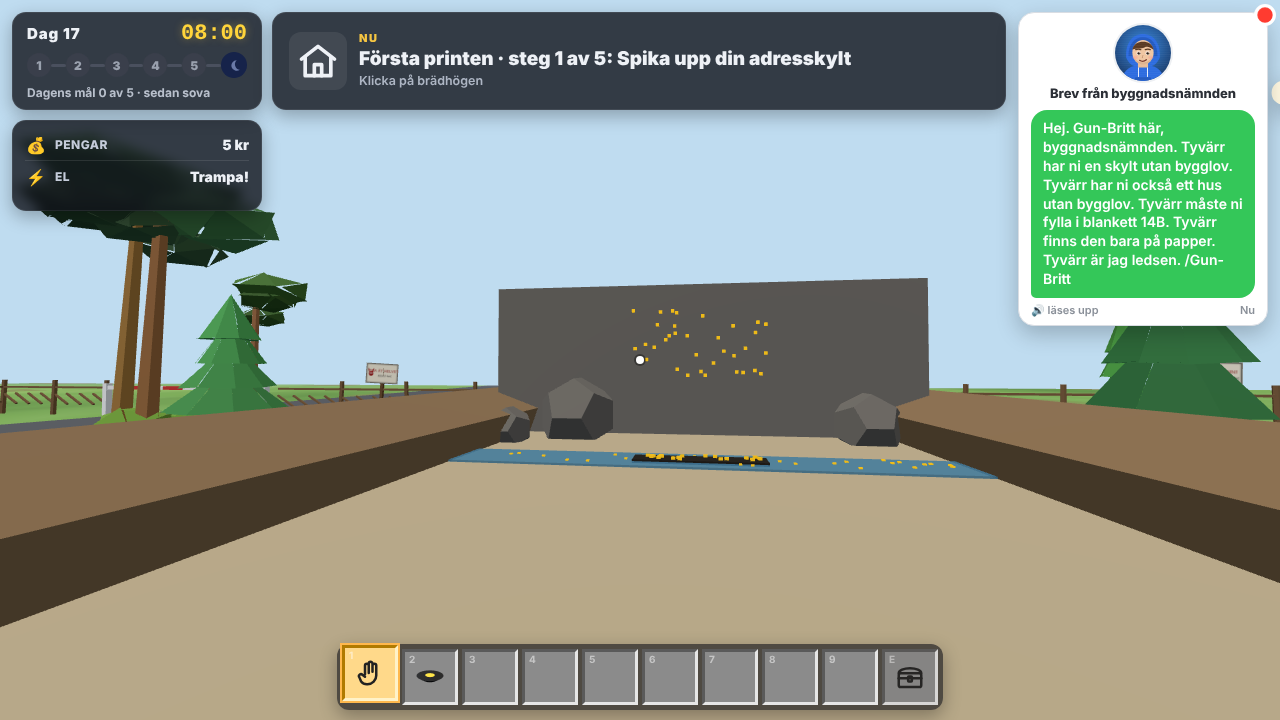 Dag 17
08:00
1 2 3 4 5
Dagens mål 0 av 5 · sedan sova
PENGAR 5 kr
EL Trampa!
NU
Första printen · steg 1 av 5: Spika upp din adresskylt
Klicka på brädhögen
Brev från byggnadsnämnden
Hej. Gun-Britt här,
byggnadsnämnden. Tyvärr
har ni en skylt utan bygglov.
Tyvärr har ni också ett hus
utan bygglov. Tyvärr måste ni
fylla i blankett 14B. Tyvärr
finns den bara på papper.
Tyvärr är jag ledsen. /Gun-
Britt
läses upp Nu
1 2 3 4 5 6 7 8 9 E